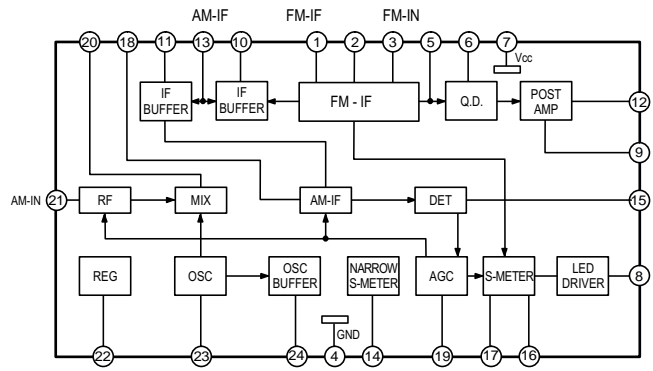 AM-IF FM-IF FM-IN
20 18 11 13 10 1 2 3 5 6 7
Vcc
IF
BUFFER
IF
BUFFER
FM - IF
Q.D.
POST
AMP
12
9
AM-IN 21 RF MIX AM-IF DET 15
REG
OSC
OSC
BUFFER
NARROW
S-METER
AGC
S-METER
LED
DRIVER
8
GND
22 23 24 4 14 19 17 16